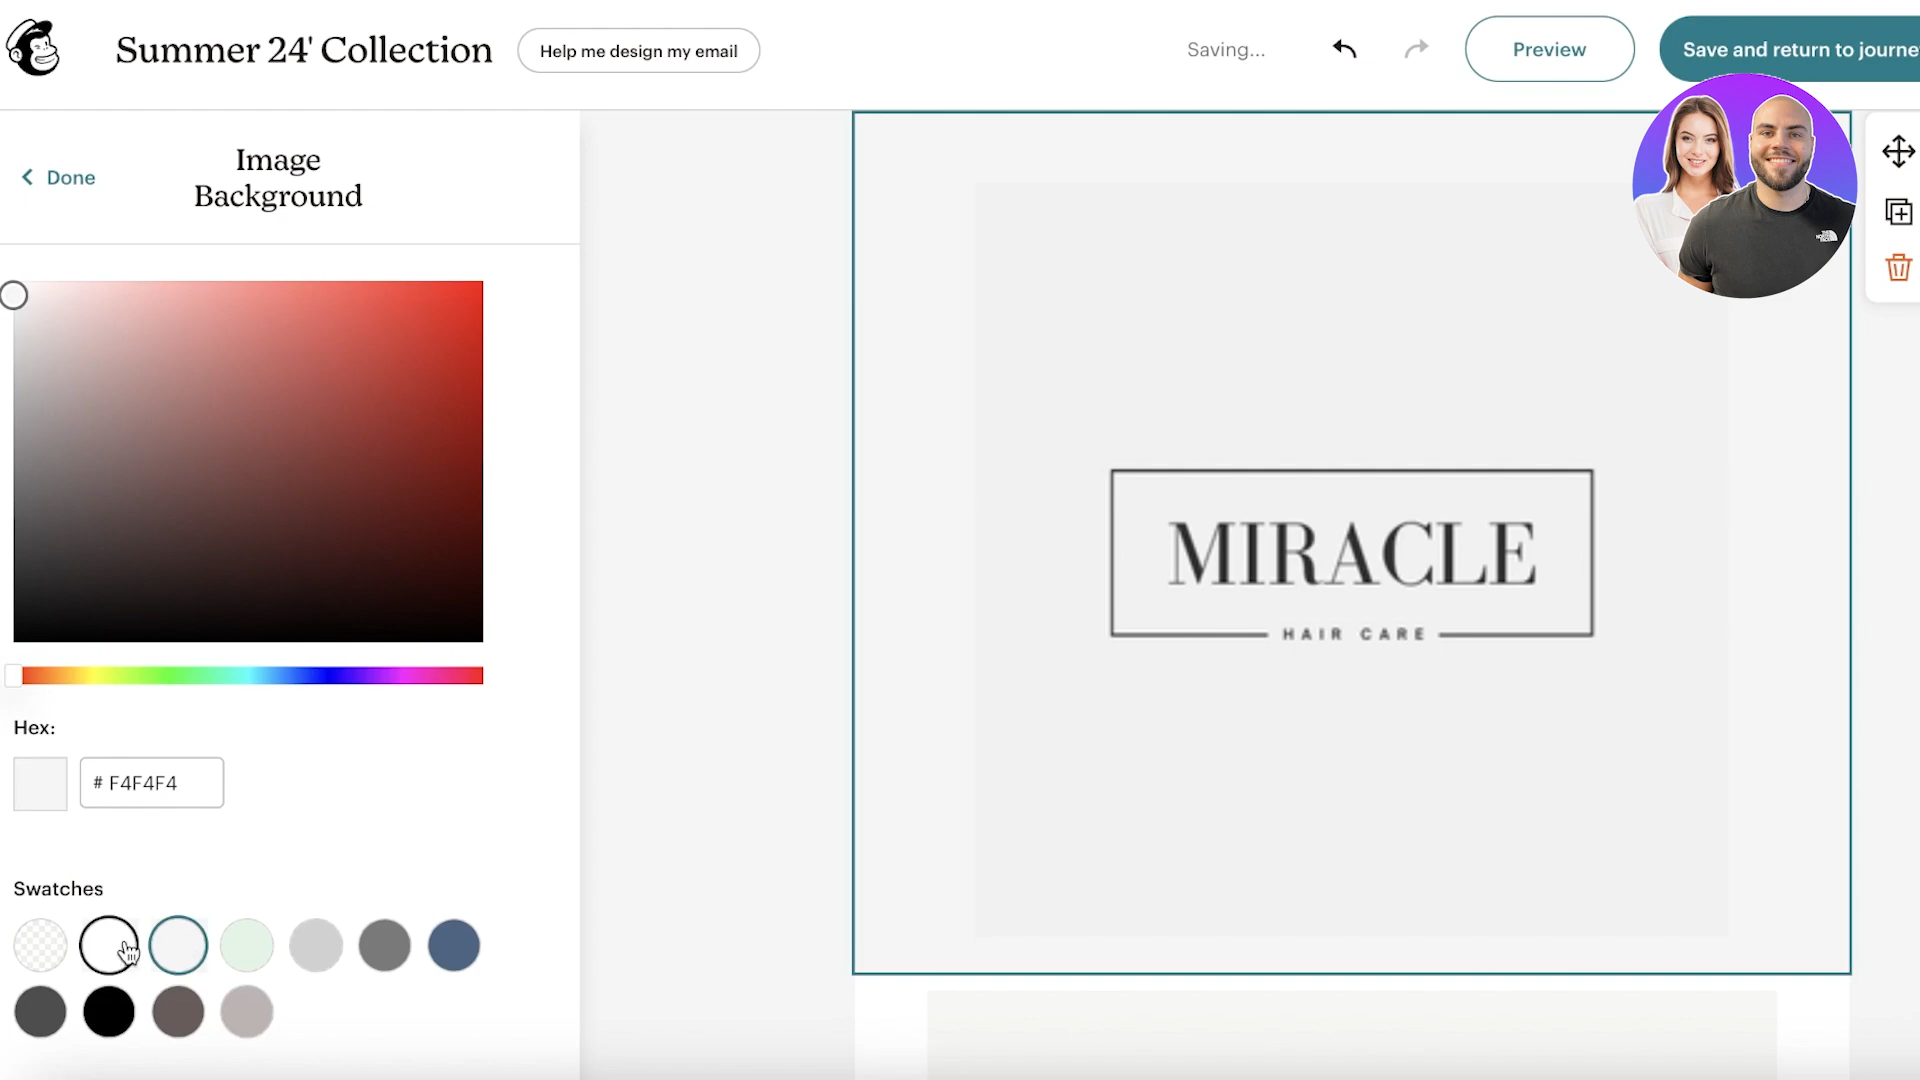 Summer 24' Collection
Help me design my email
Saving...
Preview
Save and return to journe
Done
Image
Background
Hex:
# F4F4F4
Swatches
MIRACLE
HAIR CARE